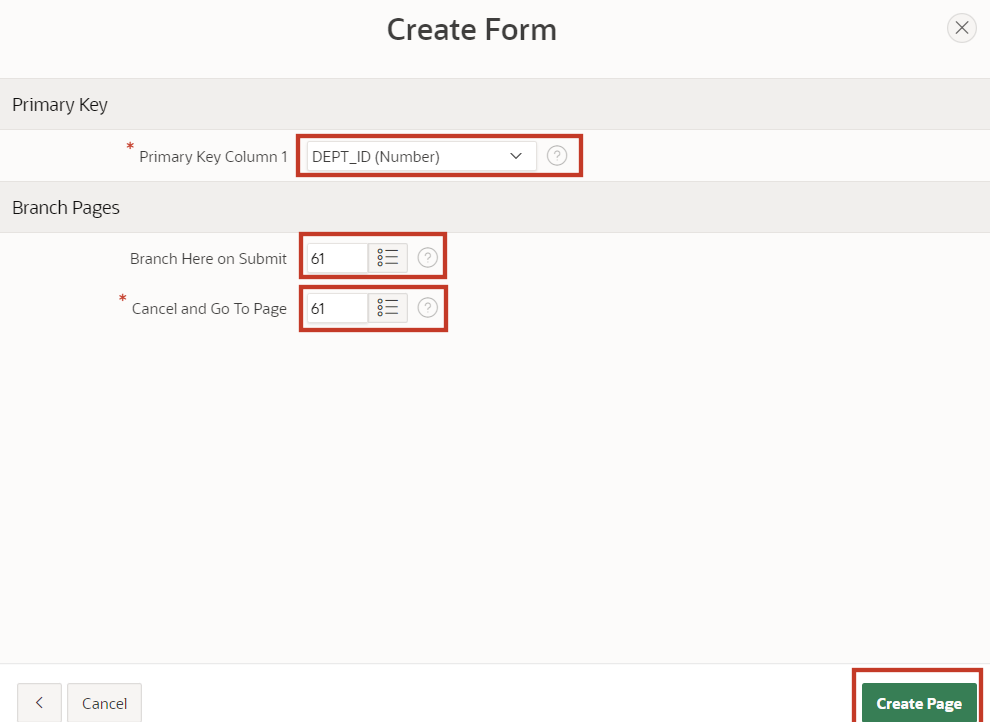 Create Form
Primary Key
* Primary Key Column 1 DEPT_ID (Number) ?
Branch Pages
Branch Here on Submit 61 ?
* Cancel and Go To Page 61 ?
Cancel Create Page